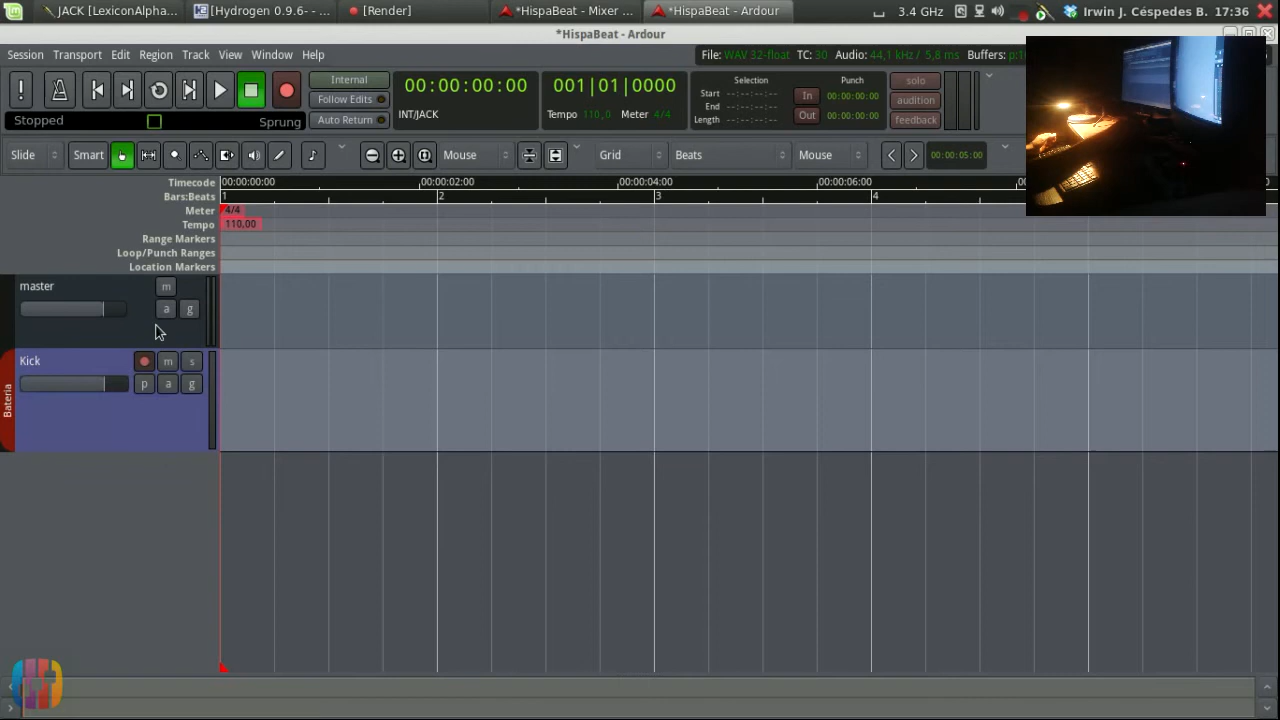 JACK [LexiconAlpha...
[Hydrogen 0.9.6- - ...
[Render]
*HispaBeat - Mixer ...
*HispaBeat - Ardour
3.4 GHz
Irwin J. Céspedes B.
17:36
*HispaBeat - Ardour
Session Transport Edit Region Track View Window Help
File: WAV 32-float TC: 30 Audio: 44,1 kHz / 5,8 ms Buffers:
Internal
Follow Edits
Auto Return
Stopped
Sprung
00:00:00:00
INT/JACK
001|01|0000
Tempo 110,0 Meter 4/4
Selection
Start --:--:--:--
End --:--:--:--
Length --:--:--:--
Punch
In 00:00:00:00
Out 00:00:00:00
solo
audition
feedback
Slide
Smart
Mouse
Grid
Beats
Mouse
00:00:05:00
Timecode 00:00:00:00 00:00:02:00 00:00:04:00 00:00:06:00
Bars:Beats 1 2 3 4
Meter 4/4
Tempo 110,00
Range Markers
Loop/Punch Ranges
Location Markers
master m
a g
Kick m s
p a g
Bateria